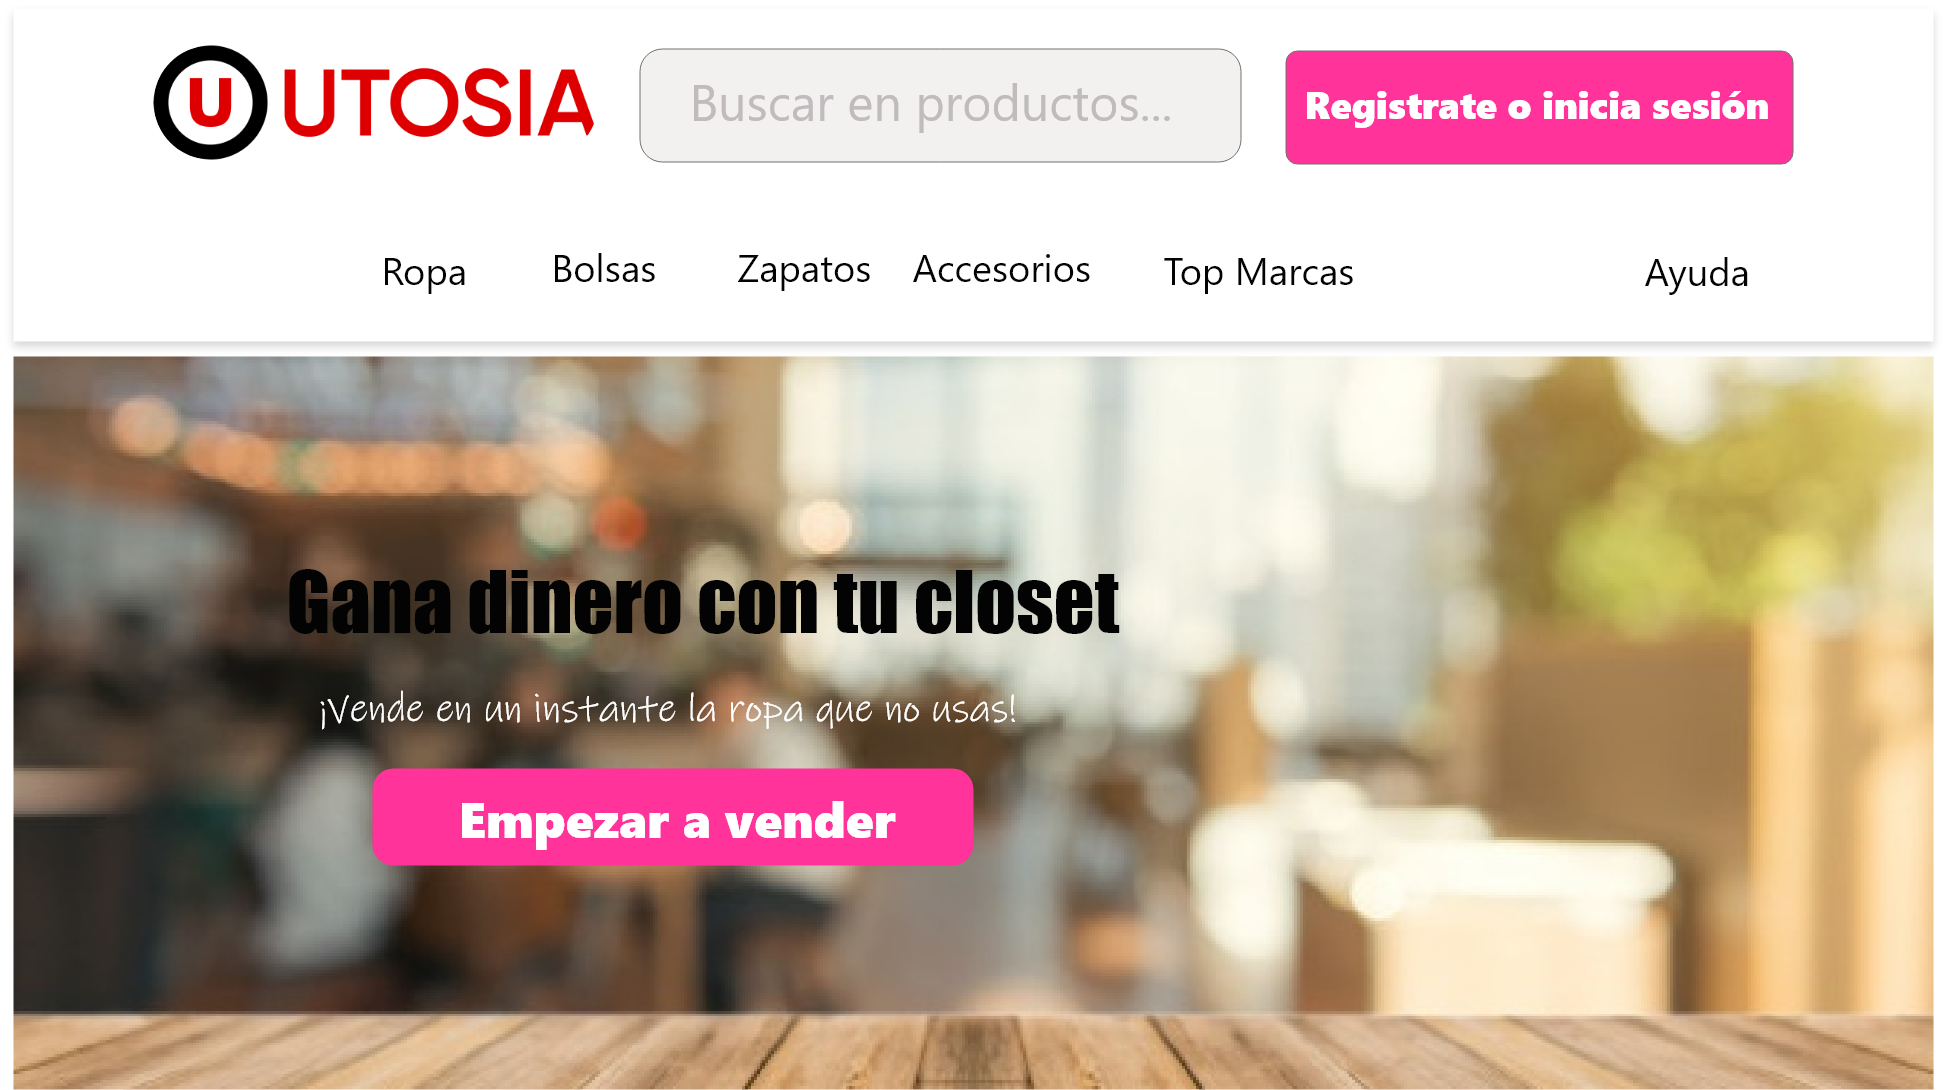 U UTOSIA
Buscar en productos...
Registrate o inicia sesión
Ropa Bolsas Zapatos Accesorios Top Marcas Ayuda
Gana dinero con tu closet
¡Vende en un instante la ropa que no usas!
Empezar a vender